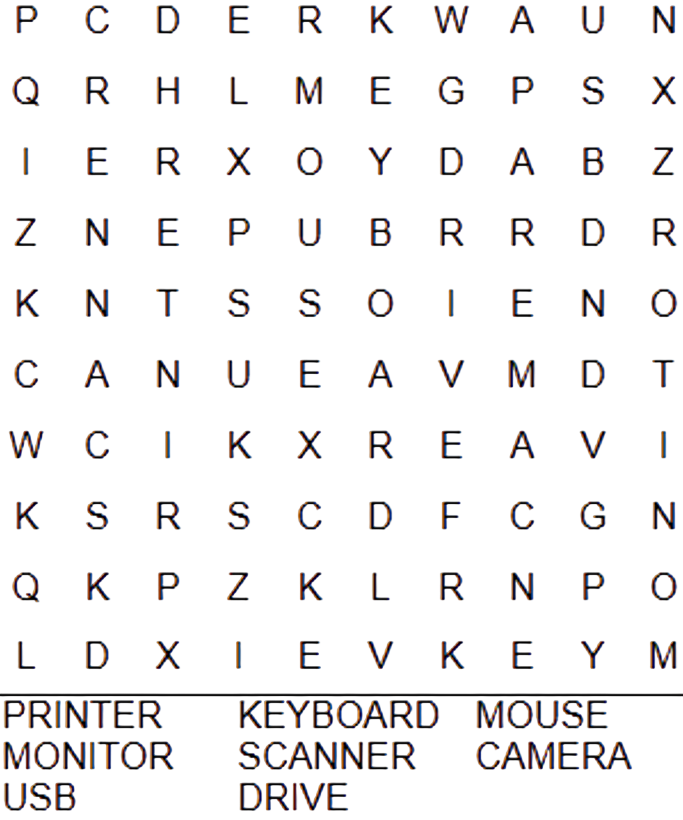 P C D E R K W A U N
Q R H L M E G P S X
I E R X O Y D A B Z
Z N E P U B R R D R
K N T S S O I E N O
C A N U E A V M D T
W C I K X R E A V I
K S R S C D F C G N
Q K P Z K L R N P O
L D X I E V K E Y M
PRINTER KEYBOARD MOUSE
MONITOR SCANNER CAMERA
USB DRIVE